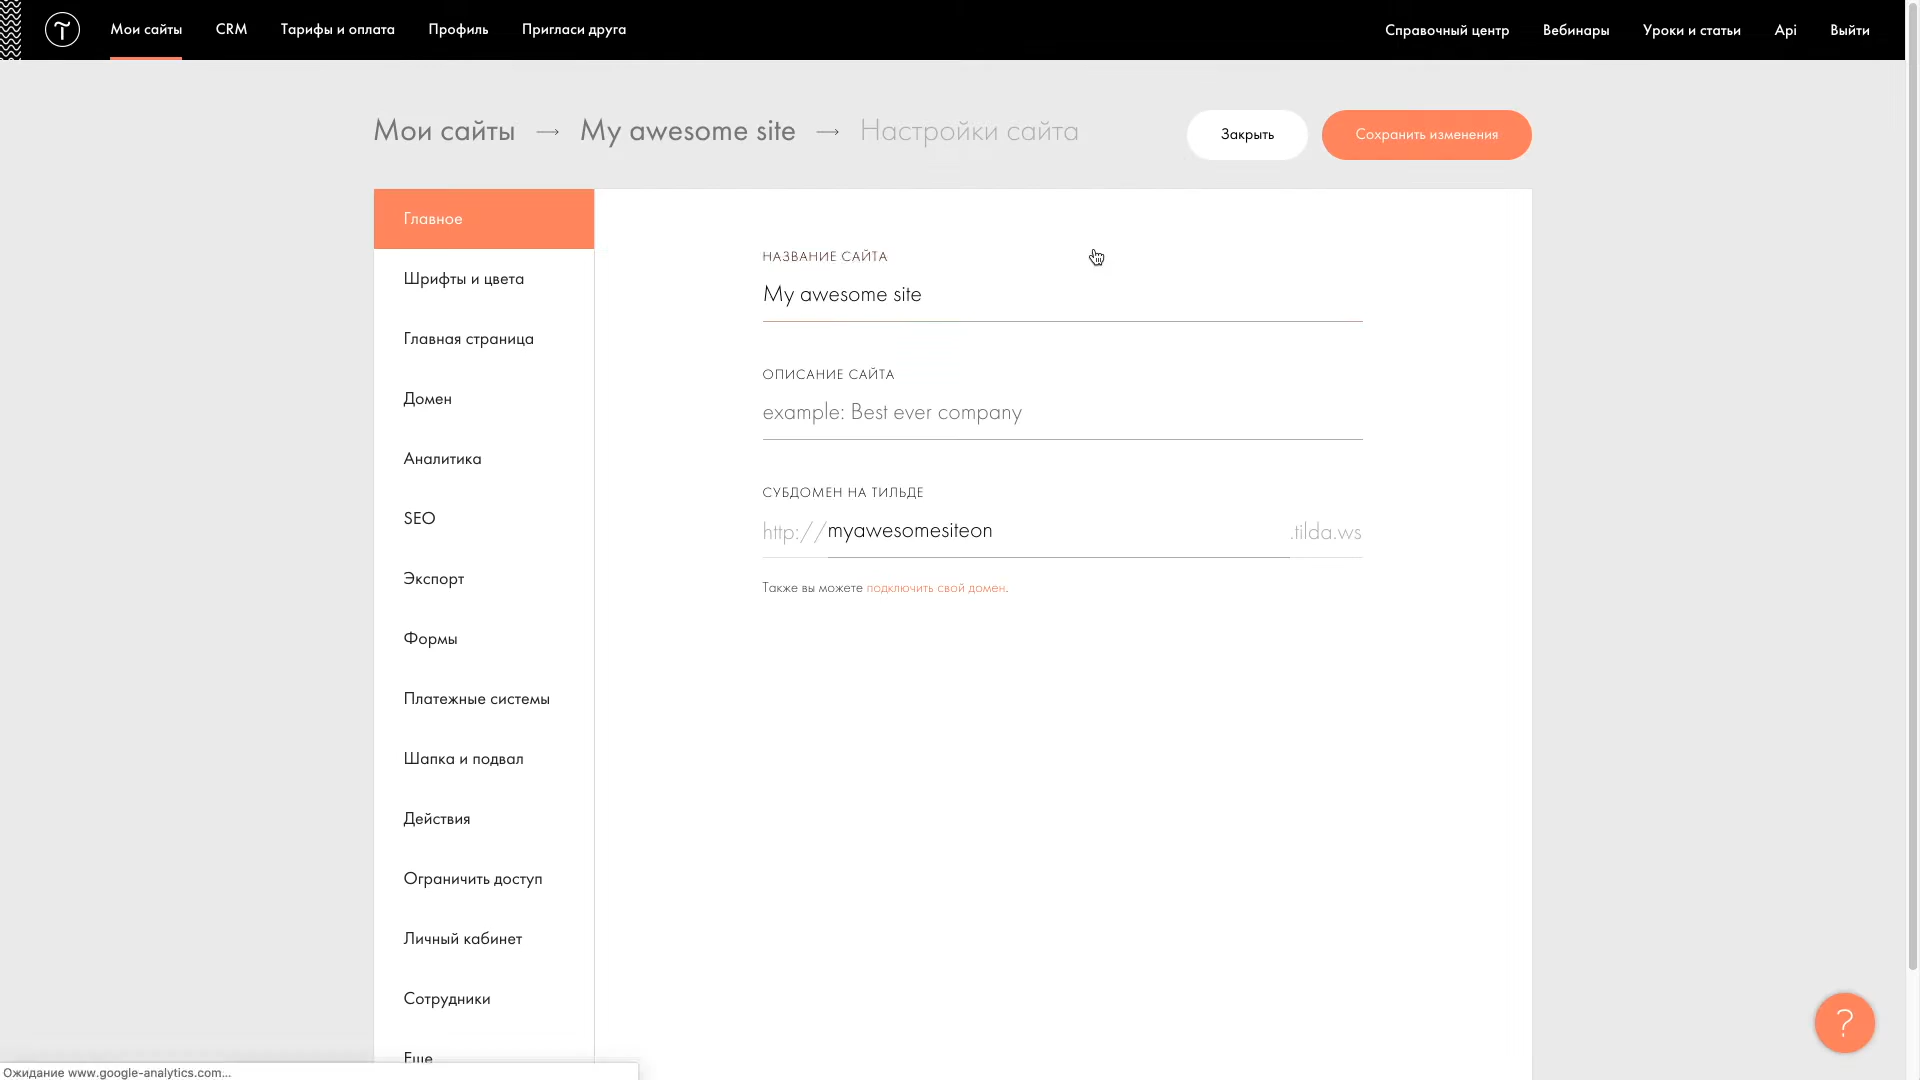 Мои сайты CRM Тарифы и оплата Профиль Пригласи друга Справочный центр Вебинары Уроки и статьи Api Выйти
Мои сайты → My awesome site → Настройки сайта Закрыть Сохранить изменения
Главное
Шрифты и цвета
Главная страница
Домен
Аналитика
SEO
Экспорт
Формы
Платежные системы
Шапка и подвал
Действия
Ограничить доступ
Личный кабинет
Сотрудники
Еще
НАЗВАНИЕ САЙТА
My awesome site
ОПИСАНИЕ САЙТА
example: Best ever company
СУБДОМЕН НА ТИЛЬДЕ
http://myawesomesiteon .tilda.ws
Также вы можете подключить свой домен.
?
Ожидание www.google-analytics.com...